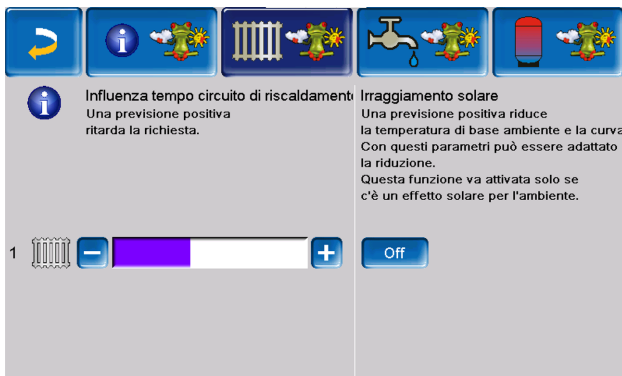 Influenza tempo circuito di riscaldamento
Una previsione positiva
ritarda la richiesta.
Irraggiamento solare
Una previsione positiva riduce
la temperatura di base ambiente e la curva
Con questi parametri può essere adattato
la riduzione.
Questa funzione va attivata solo se
c'è un effetto solare per l'ambiente.
1
Off